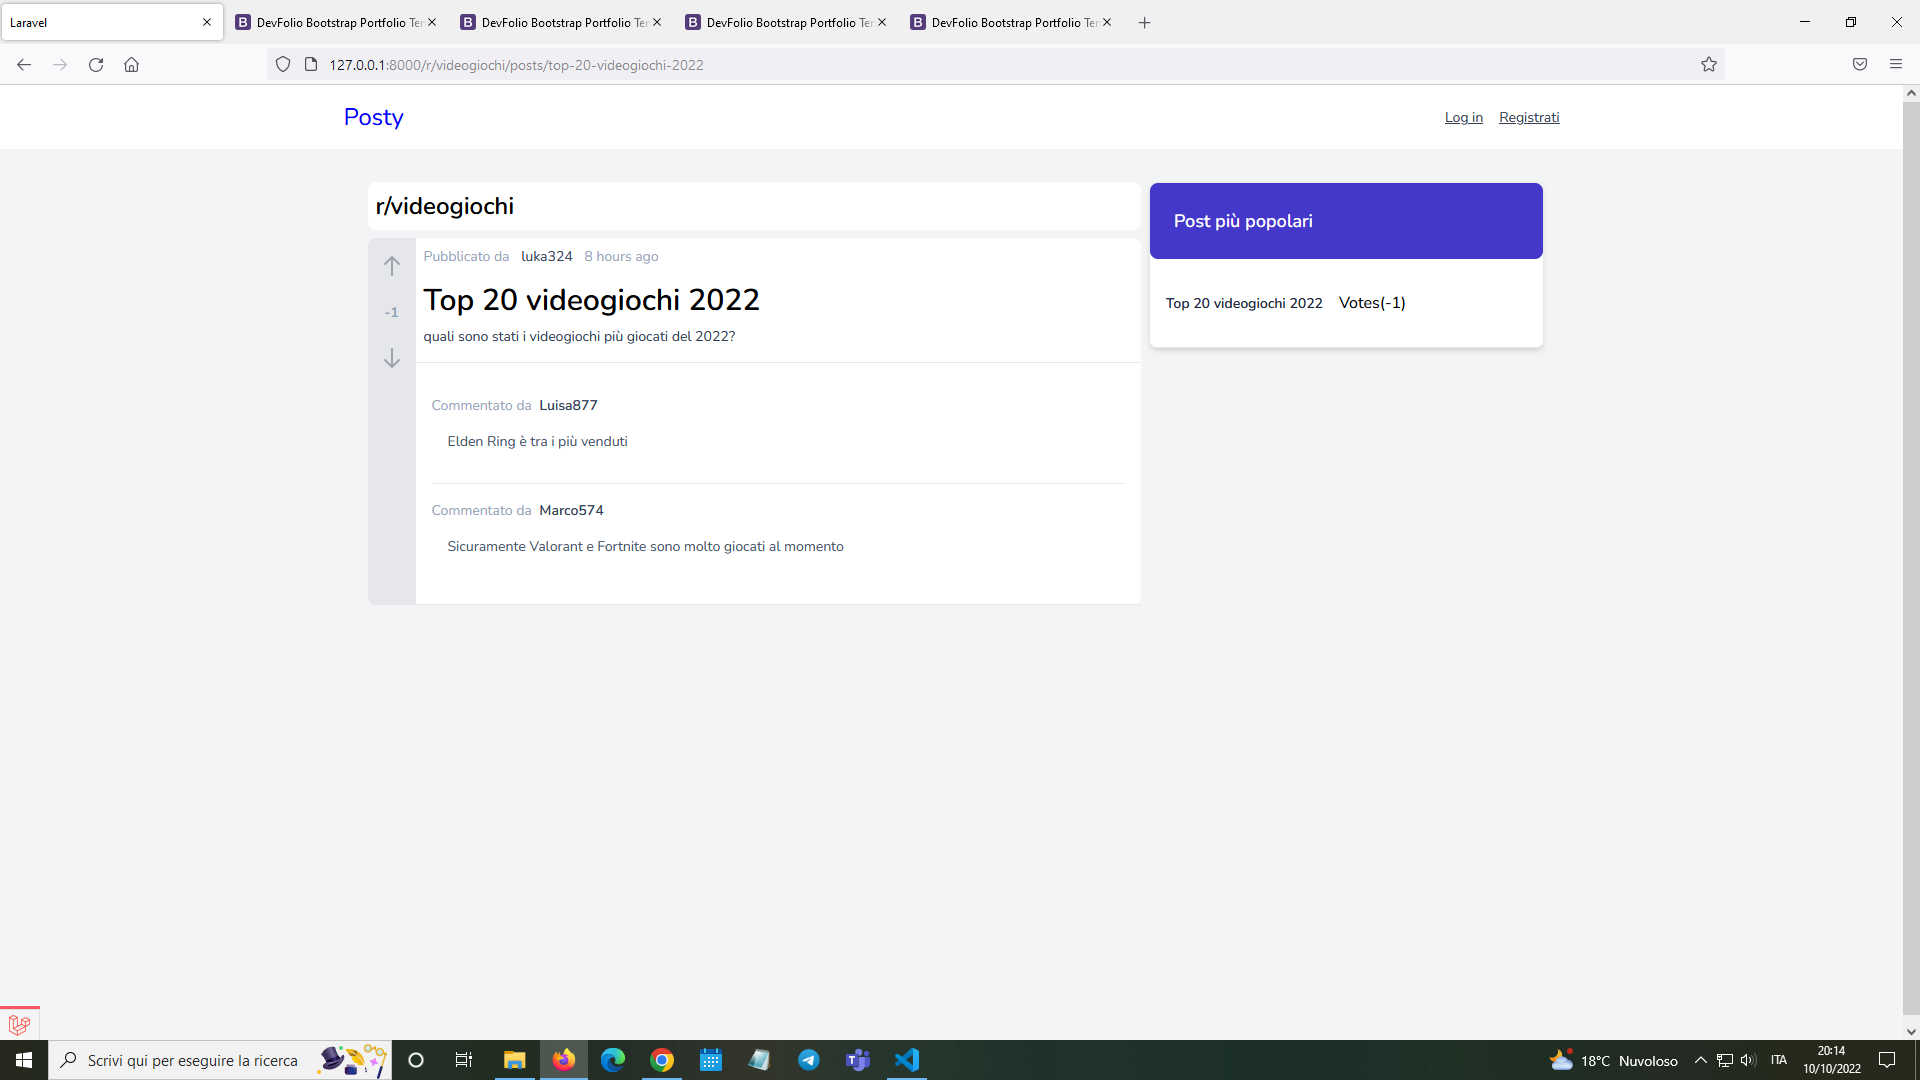 Laravel
DevFolio Bootstrap Portfolio Ter
DevFolio Bootstrap Portfolio Ter
DevFolio Bootstrap Portfolio Ter
DevFolio Bootstrap Portfolio Ter
127.0.0.1:8000/r/videogiochi/posts/top-20-videogiochi-2022
Posty
Log in Registrati
r/videogiochi
Pubblicato da luka324 8 hours ago
-1
Top 20 videogiochi 2022
quali sono stati i videogiochi più giocati del 2022?
Commentato da Luisa877
Elden Ring è tra i più venduti
Commentato da Marco574
Sicuramente Valorant e Fortnite sono molto giocati al momento
Post più popolari
Top 20 videogiochi 2022 Votes(-1)
Scrivi qui per eseguire la ricerca
18°C Nuvoloso
ITA
20:14
10/10/2022